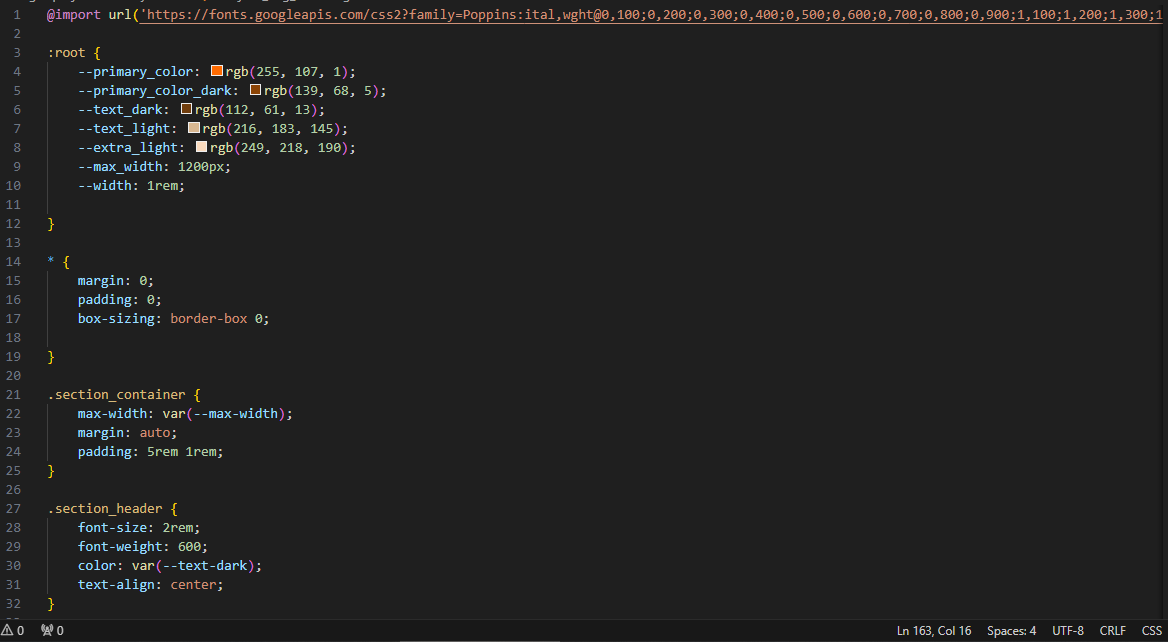 1 @import url('https://fonts.googleapis.com/css2?family=Poppins:ital,wght@0,100;0,200;0,300;0,400;0,500;0,600;0,700;0,800;0,900;1,100;1,200;1,300;1
2
3 :root {
4 --primary_color: rgb(255, 107, 1);
5 --primary_color_dark: rgb(139, 68, 5);
6 --text_dark: rgb(112, 61, 13);
7 --text_light: rgb(216, 183, 145);
8 --extra_light: rgb(249, 218, 190);
9 --max_width: 1200px;
10 --width: 1rem;
11
12 }
13
14 * {
15 margin: 0;
16 padding: 0;
17 box-sizing: border-box 0;
18
19 }
20
21 .section_container {
22 max-width: var(--max-width);
23 margin: auto;
24 padding: 5rem 1rem;
25 }
26
27 .section_header {
28 font-size: 2rem;
29 font-weight: 600;
30 color: var(--text-dark);
31 text-align: center;
32 }
0 0 Ln 163, Col 16 Spaces: 4 UTF-8 CRLF CSS